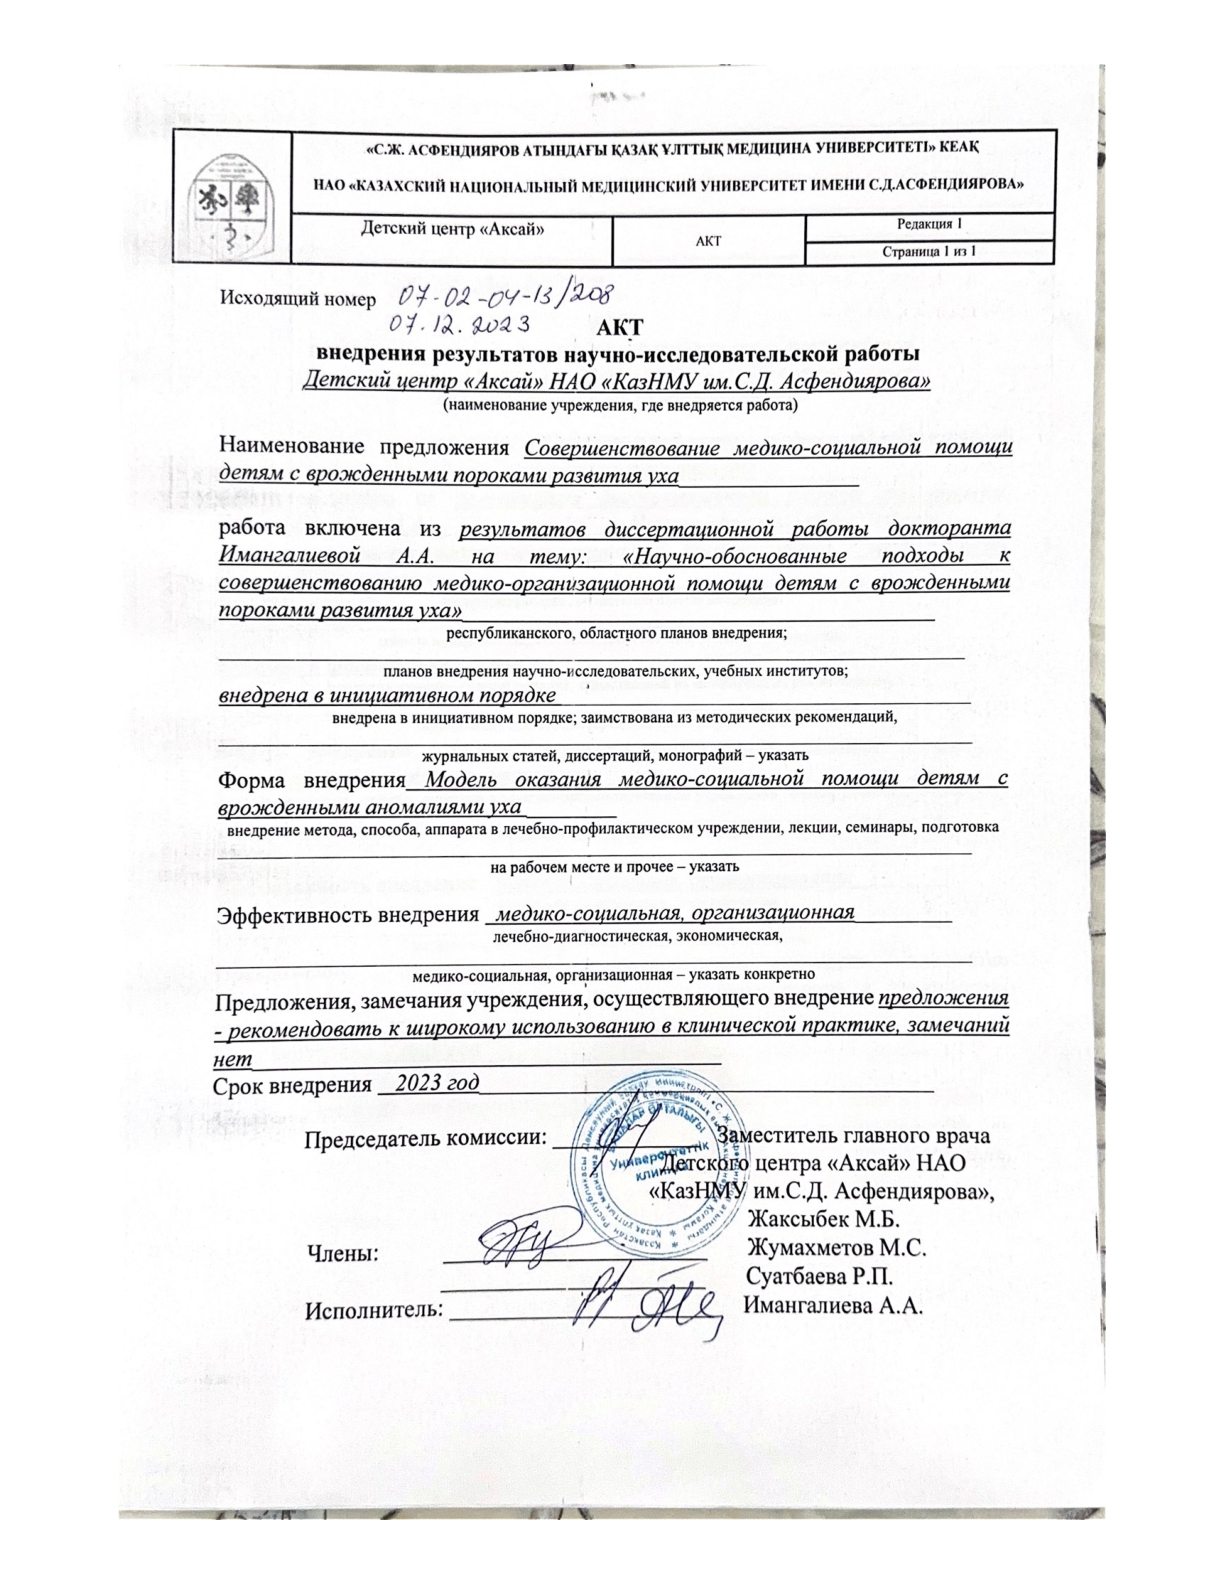 «С.Ж. АСФЕНДИЯРОВ АТЫНДАҒЫ ҚАЗАҚ ҰЛТТЫҚ МЕДИЦИНА УНИВЕРСИТЕТІ» КЕАҚ
НАО «КАЗАХСКИЙ НАЦИОНАЛЬНЫЙ МЕДИЦИНСКИЙ УНИВЕРСИТЕТ ИМЕНИ С.Д.АСФЕНДИЯРОВА»
Детский центр «Аксай»
АКТ
Редакция 1
Страница 1 из 1
Исходящий номер 07-02-04-13/208
07.12.2023 АКТ
внедрения результатов научно-исследовательской работы
Детский центр «Аксай» НАО «КазНМУ им.С.Д. Асфендиярова»
(наименование учреждения, где внедряется работа)
Наименование предложения Совершенствование медико-социальной помощи
детям с врожденными пороками развития уха
работа включена из результатов диссертационной работы докторанта
Имангалиевой А.А. на тему: «Научно-обоснованные подходы к
совершенствованию медико-организационной помощи детям с врожденными
пороками развития уха»
республиканского, областного планов внедрения;
планов внедрения научно-исследовательских, учебных институтов;
внедрена в инициативном порядке
внедрена в инициативном порядке; заимствована из методических рекомендаций,
журнальных статей, диссертаций, монографий – указать
Форма внедрения Модель оказания медико-социальной помощи детям с
врожденными аномалиями уха
внедрение метода, способа, аппарата в лечебно-профилактическом учреждении, лекции, семинары, подготовка
на рабочем месте и прочее – указать
Эффективность внедрения медико-социальная, организационная
лечебно-диагностическая, экономическая,
медико-социальная, организационная – указать конкретно
Предложения, замечания учреждения, осуществляющего внедрение предложения
- рекомендовать к широкому использованию в клинической практике, замечаний
нет
Срок внедрения 2023 год
Председатель комиссии: Заместитель главного врача
Детского центра «Аксай» НАО
«КазНМУ им.С.Д. Асфендиярова»,
Жаксыбек М.Б.
Члены: Жумахметов М.С.
Суатбаева Р.П.
Исполнитель: Имангалиева А.А.
Университеттік
клиника